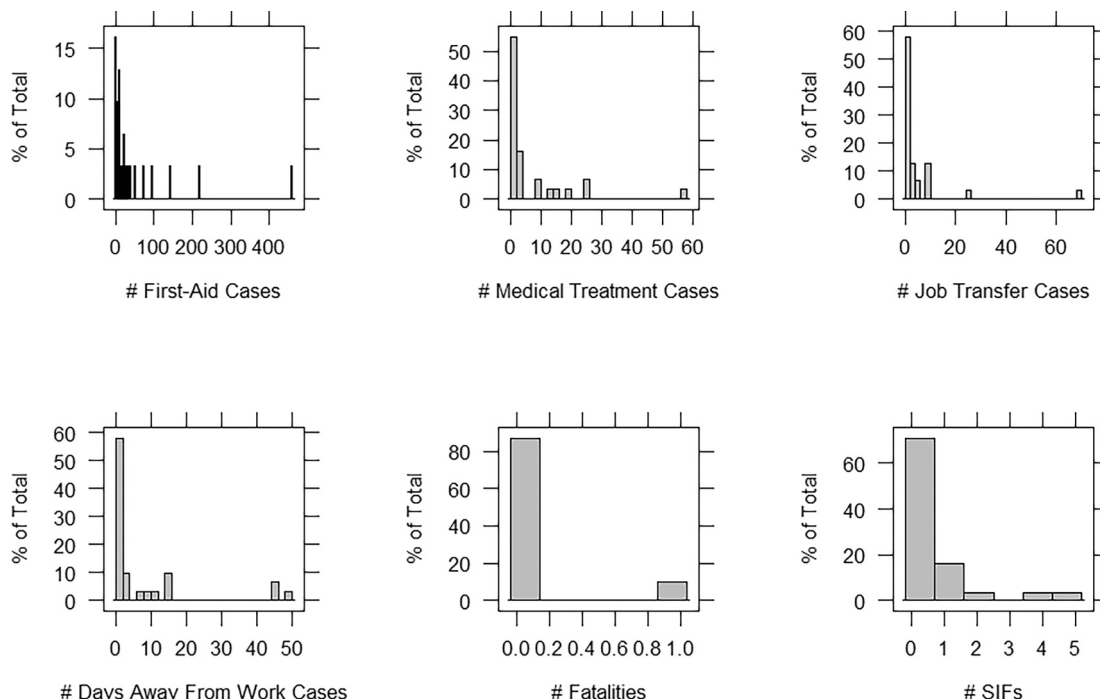 15
10
5
0
% of Total
0 100 200 300 400
# First-Aid Cases
50
40
30
20
10
0
% of Total
0 10 20 30 40 50 60
# Medical Treatment Cases
60
50
40
30
20
10
0
% of Total
0 20 40 60
# Job Transfer Cases
60
50
40
30
20
10
0
% of Total
0 10 20 30 40 50
# Days Away From Work Cases
80
60
40
20
0
% of Total
0.0 0.2 0.4 0.6 0.8 1.0
# Fatalities
60
40
20
0
% of Total
0 1 2 3 4 5
# SIFs